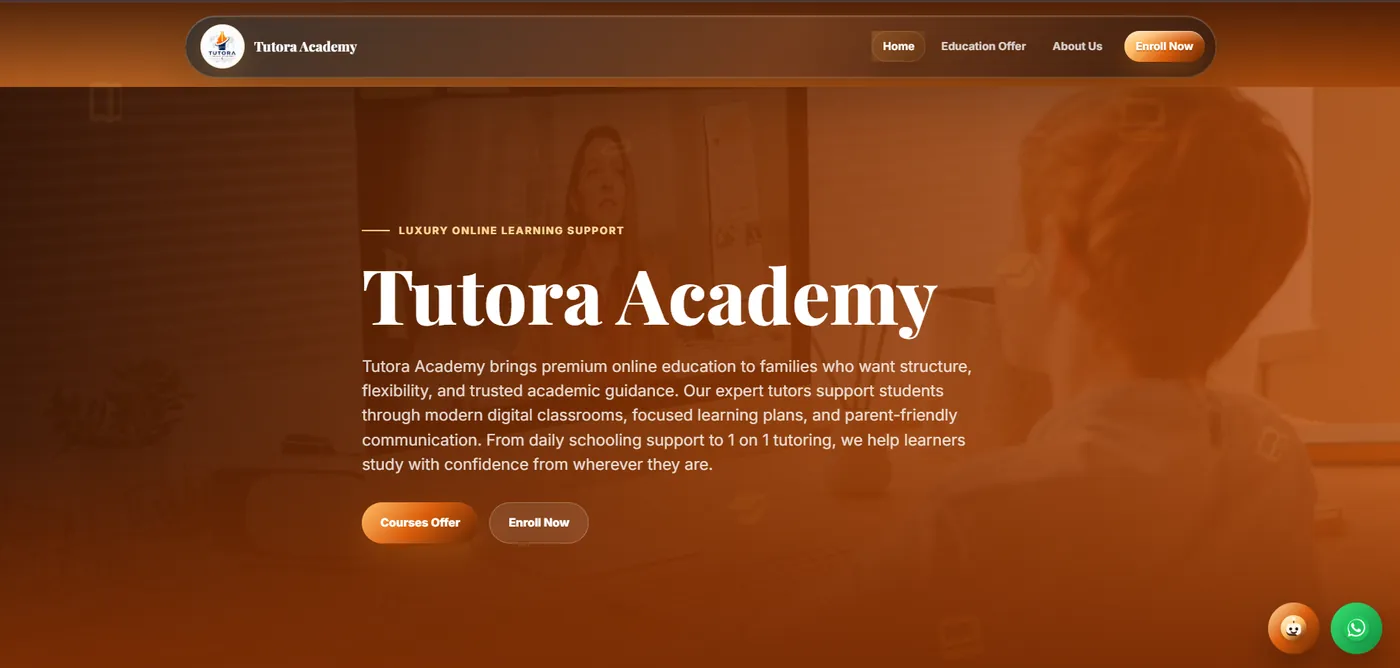 TUTORA
Tutora Academy
Home
Education Offer
About Us
Enroll Now
LUXURY ONLINE LEARNING SUPPORT
Tutora Academy
Tutora Academy brings premium online education to families who want structure,
flexibility, and trusted academic guidance. Our expert tutors support students
through modern digital classrooms, focused learning plans, and parent-friendly
communication. From daily schooling support to 1 on 1 tutoring, we help learners
study with confidence from wherever they are.
Courses Offer
Enroll Now